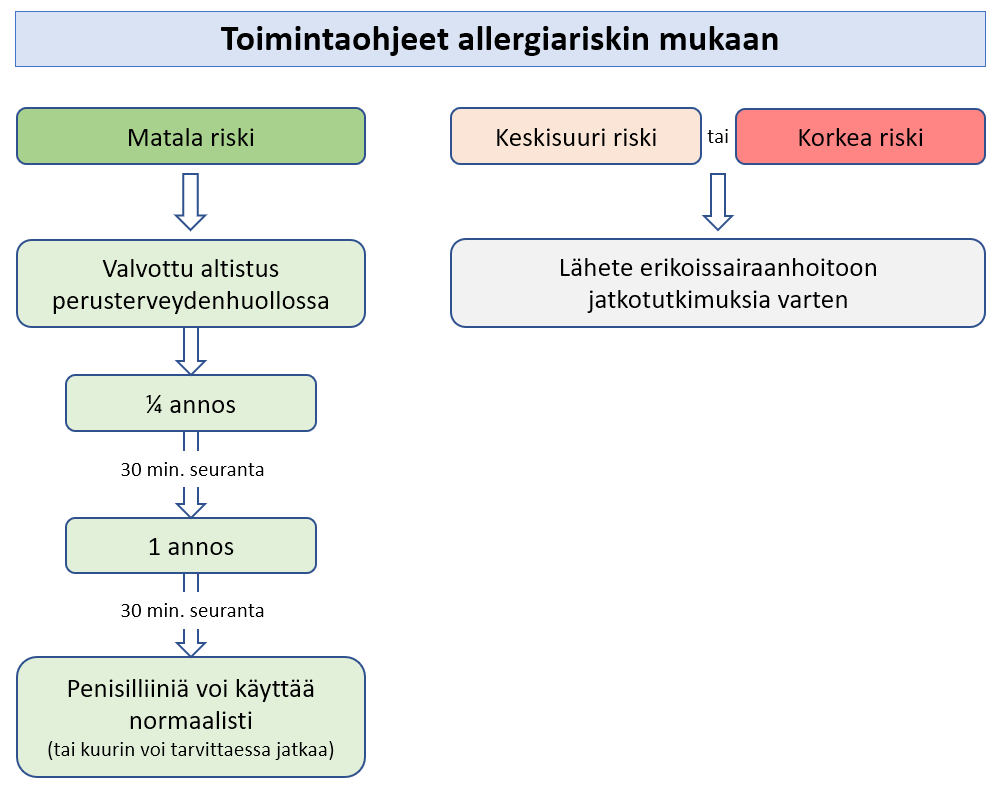 Toimintaohjeet allergiariskin mukaan
Matala riski
Valvottu altistus
perusterveydenhuollossa
¼ annos
30 min. seuranta
1 annos
30 min. seuranta
Penisilliiniä voi käyttää
normaalisti
(tai kuurin voi tarvittaessa jatkaa)
Keskisuuri riski
tai
Korkea riski
Lähete erikoissairaanhoitoon
jatkotutkimuksia varten